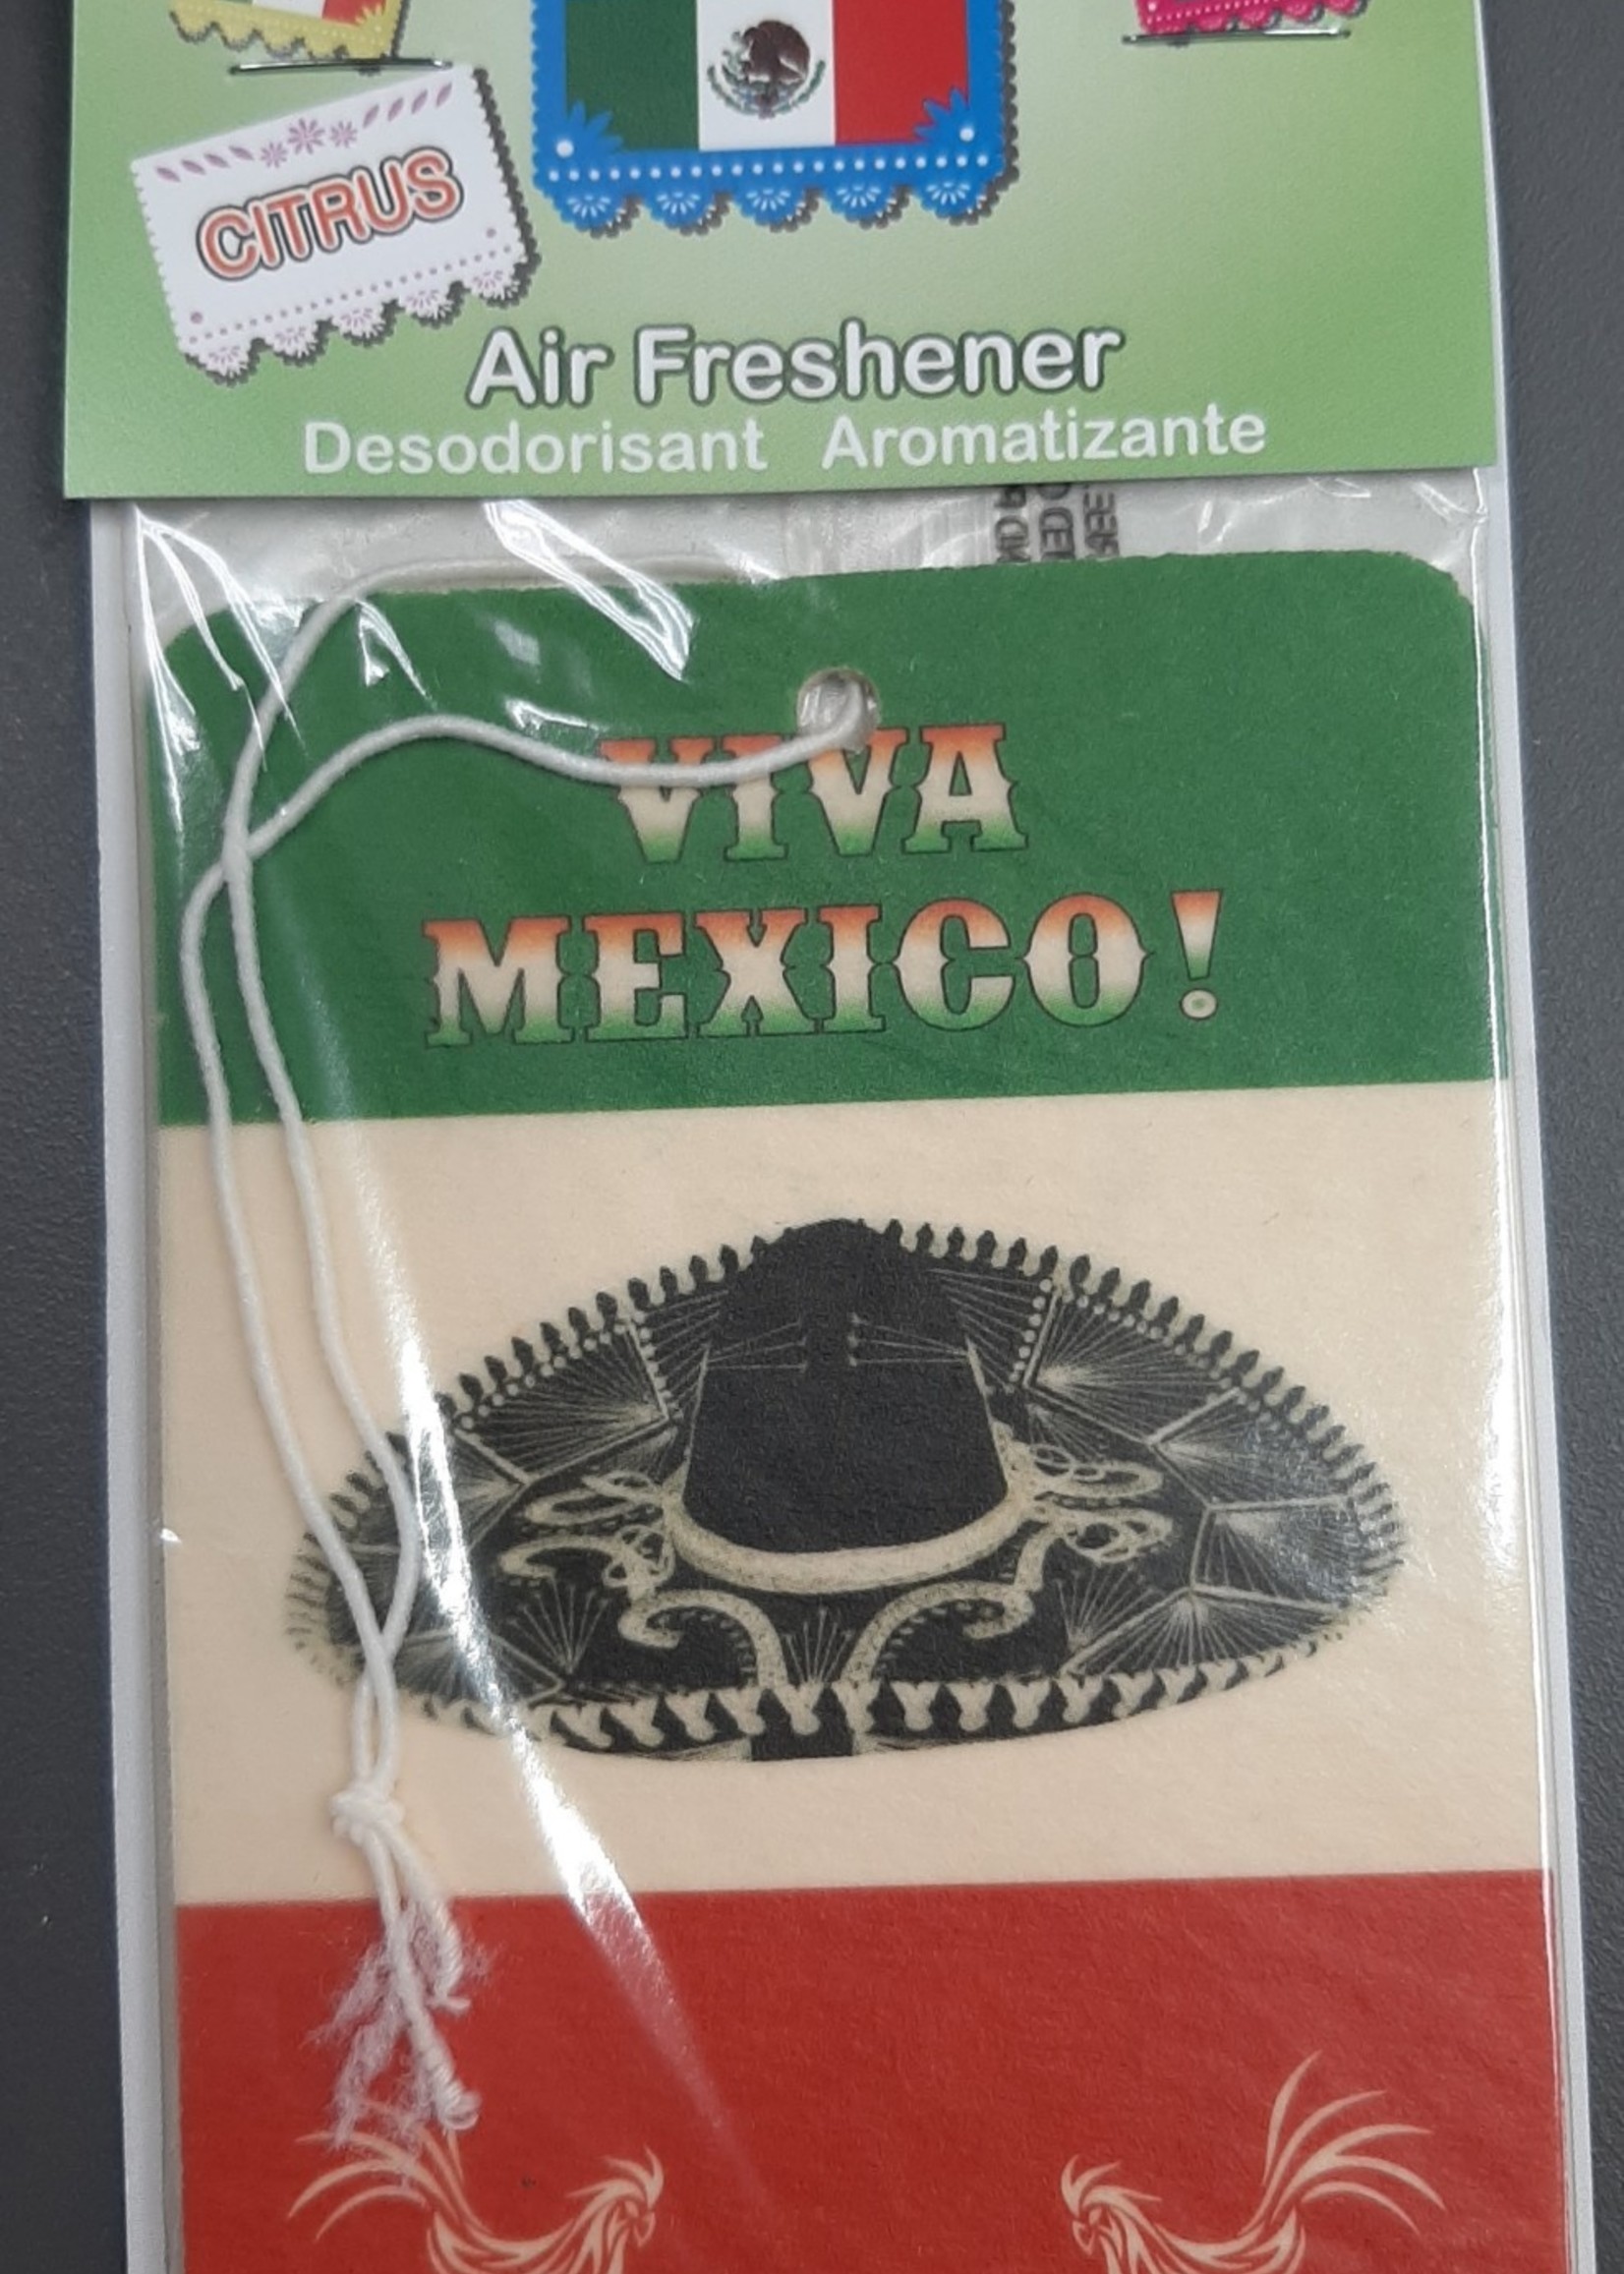 CITRUS
Air Freshener
Desodorisant Aromatizante
VIVA
MEXICO!